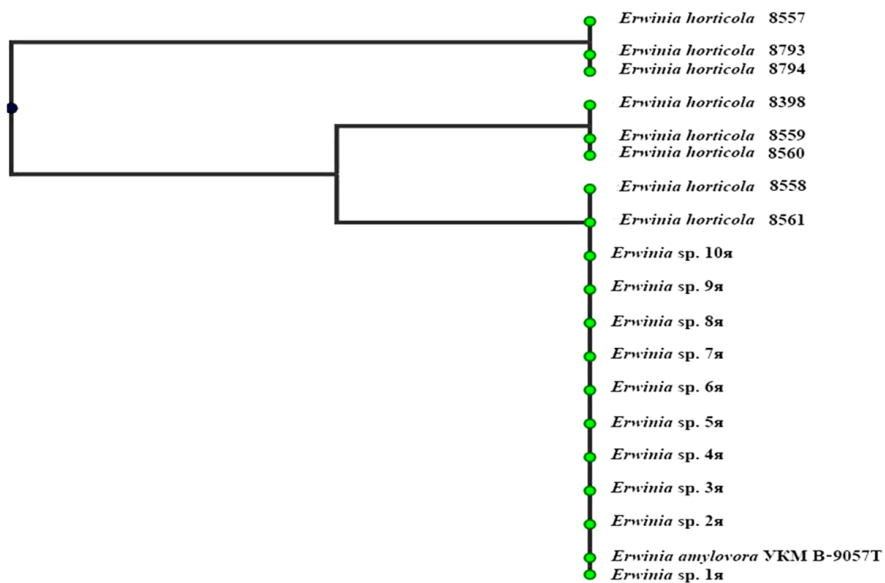 Erwinia horticola 8557
Erwinia horticola 8793
Erwinia horticola 8794
Erwinia horticola 8398
Erwinia horticola 8559
Erwinia horticola 8560
Erwinia horticola 8558
Erwinia horticola 8561
Erwinia sp. 10я
Erwinia sp. 9я
Erwinia sp. 8я
Erwinia sp. 7я
Erwinia sp. 6я
Erwinia sp. 5я
Erwinia sp. 4я
Erwinia sp. 3я
Erwinia sp. 2я
Erwinia amylovora УКМ B-9057T
Erwinia sp. 1я